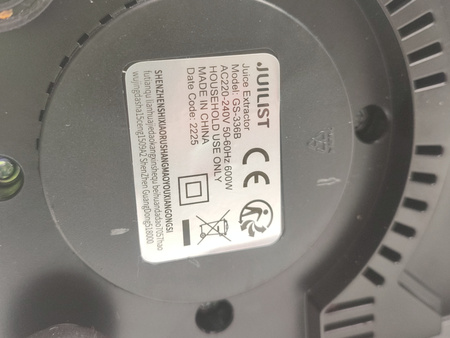 JUILIST
Juice Extractor
Model: GS-336B
AC220-240V 50-60Hz 600W
HOUSEHOLD USE ONLY
MADE IN CHINA
Date Code: 2225
CE
SHENZHENSHIXIAORUSHANGMAOYOUXIANGONGSI